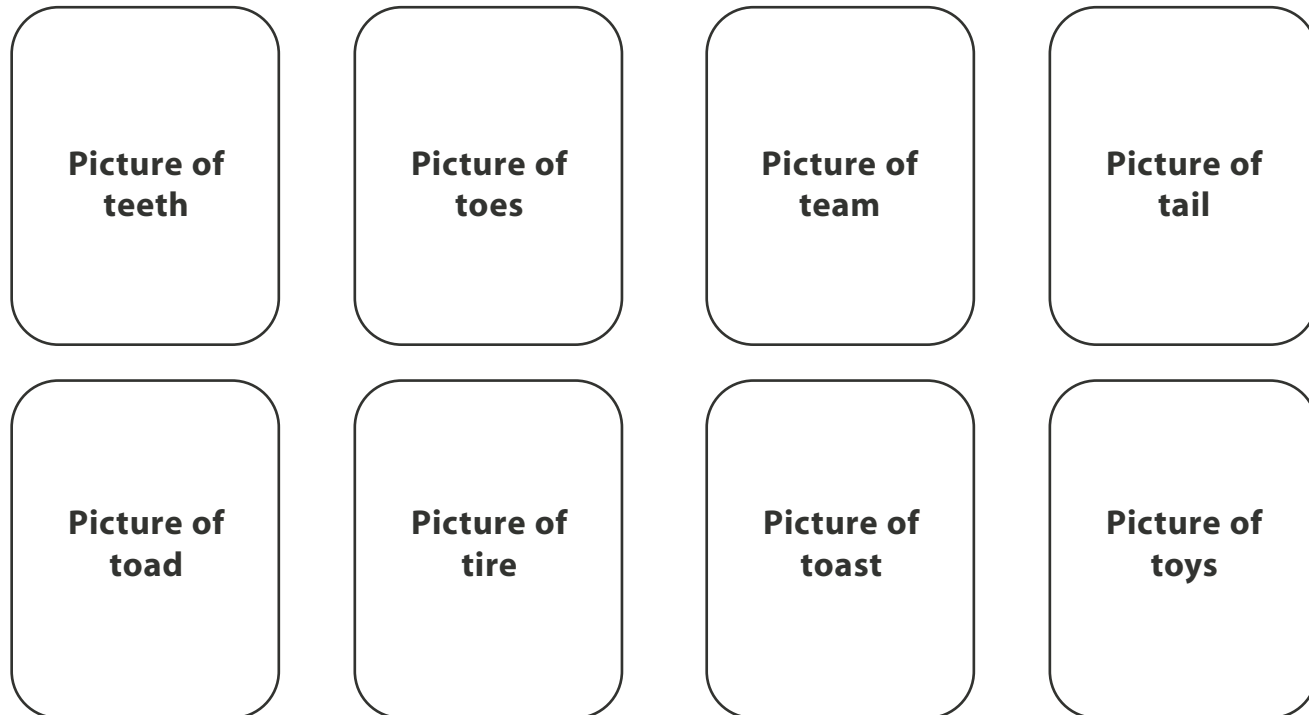 Picture of
teeth
Picture of
toes
Picture of
team
Picture of
tail
Picture of
toad
Picture of
tire
Picture of
toast
Picture of
toys